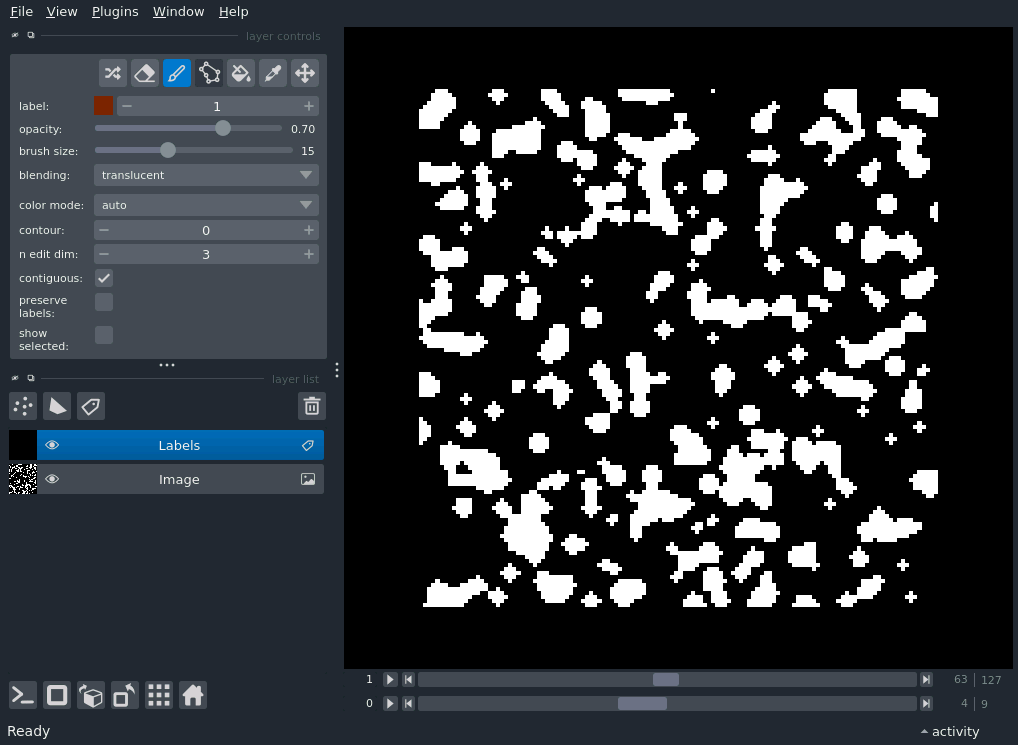 File View Plugins Window Help
layer controls
label: 1
opacity: 0.70
brush size: 15
blending: translucent
color mode: auto
contour: 0
n edit dim: 3
contiguous:
preserve
labels:
show
selected:
layer list
Labels
Image
1 63 127
0 4 9
Ready activity